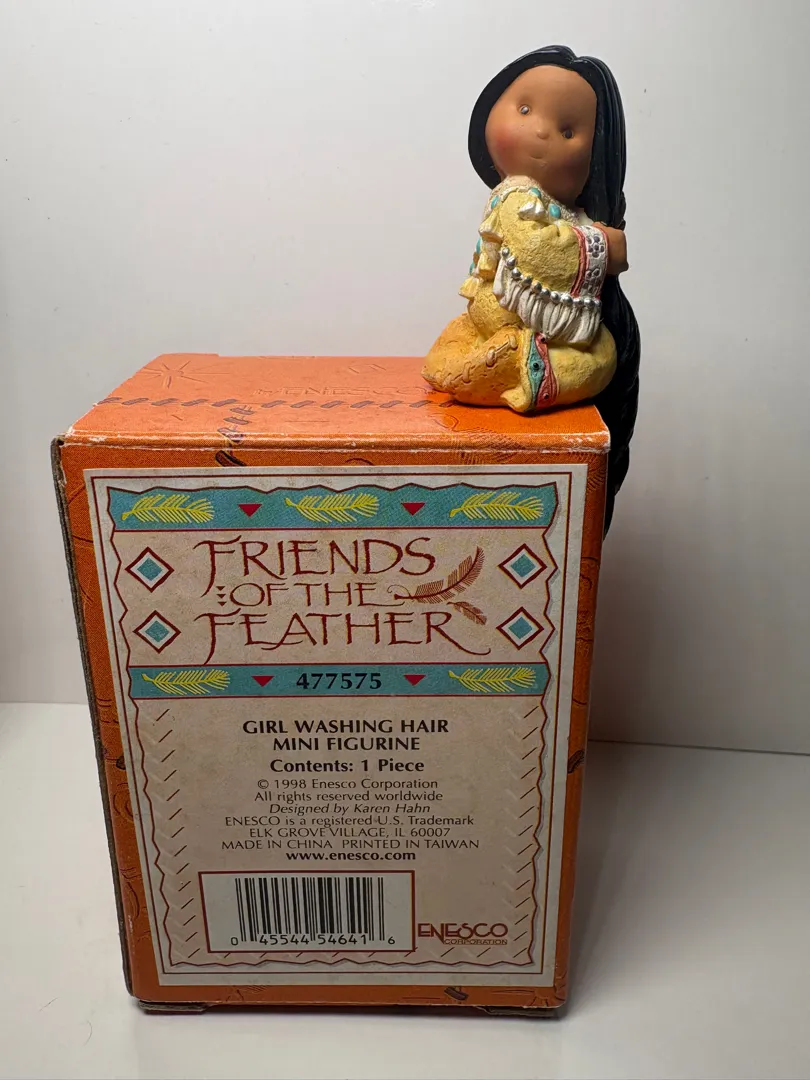 ENESCO
FRIENDS
OF THE
FEATHER
477575
GIRL WASHING HAIR
MINI FIGURINE
Contents: 1 Piece
© 1998 Enesco Corporation
All rights reserved worldwide
Designed by Karen Hahn
ENESCO is a registered U.S. Trademark
ELK GROVE VILLAGE, IL 60007
MADE IN CHINA PRINTED IN TAIWAN
www.enesco.com
0 45544 54641 6
ENESCO
CORPORATION